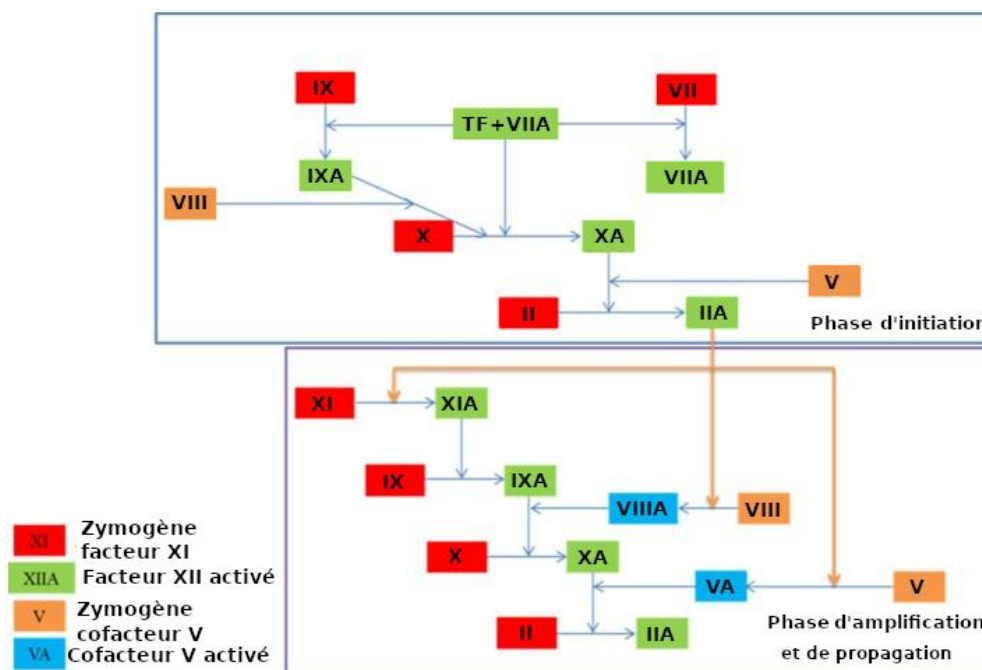 IX
VII
TF+VIIA
IXA
VIIA
VIII
X
XA
V
II
IIA
Phase d'initiation
XI
XIA
IX
IXA
VIIIA
VIII
X
XA
VA
V
II
IIA
Phase d'amplification
et de propagation
XI
Zymogène
facteur XI
XIIA
Facteur XII activé
V
Zymogène
cofacteur V
VA
Cofacteur V activé